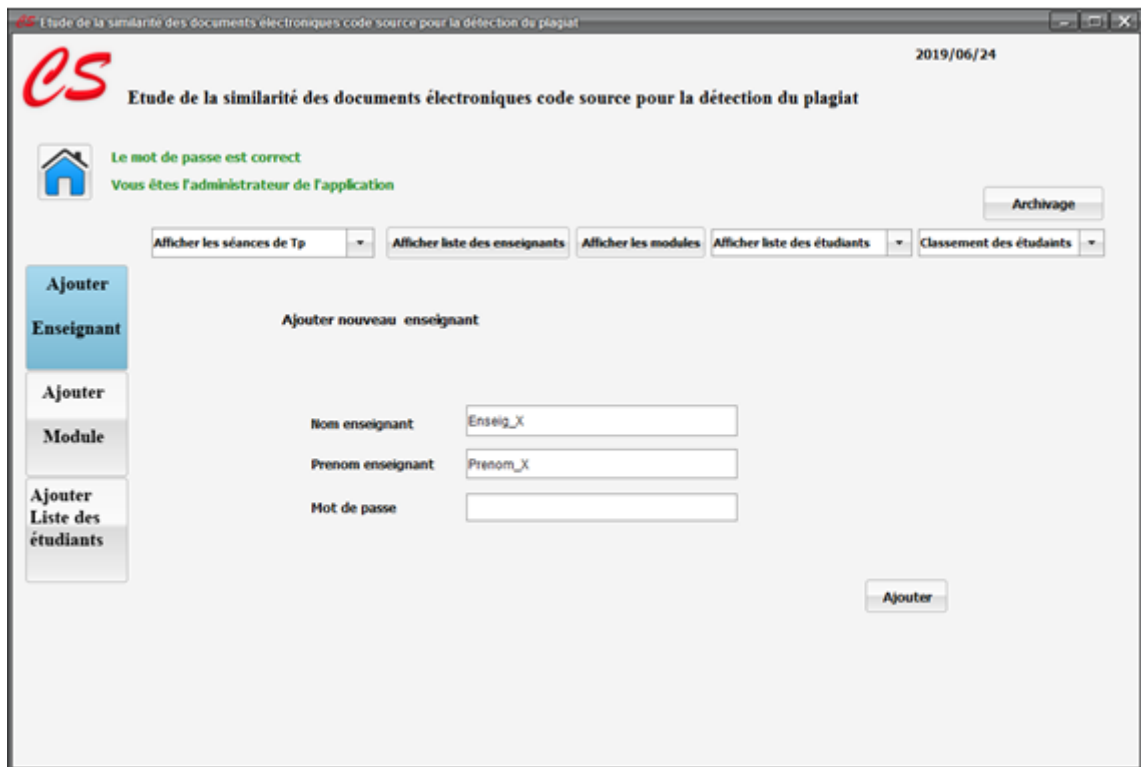 CS Etude de la similarité des documents électroniques code source pour la détection du plagiat
2019/06/24
CS
Etude de la similarité des documents électroniques code source pour la détection du plagiat
Le mot de passe est correct
Vous êtes l'administrateur de l'application
Archivage
Afficher les séances de Tp
Afficher liste des enseignants
Afficher les modules
Afficher liste des étudiants
Classement des étudaints
Ajouter
Enseignant
Ajouter nouveau enseignant
Ajouter
Module
Nom enseignant
Enseig_X
Prenom enseignant
Prenom_X
Mot de passe
Ajouter
Liste des
étudiants
Ajouter